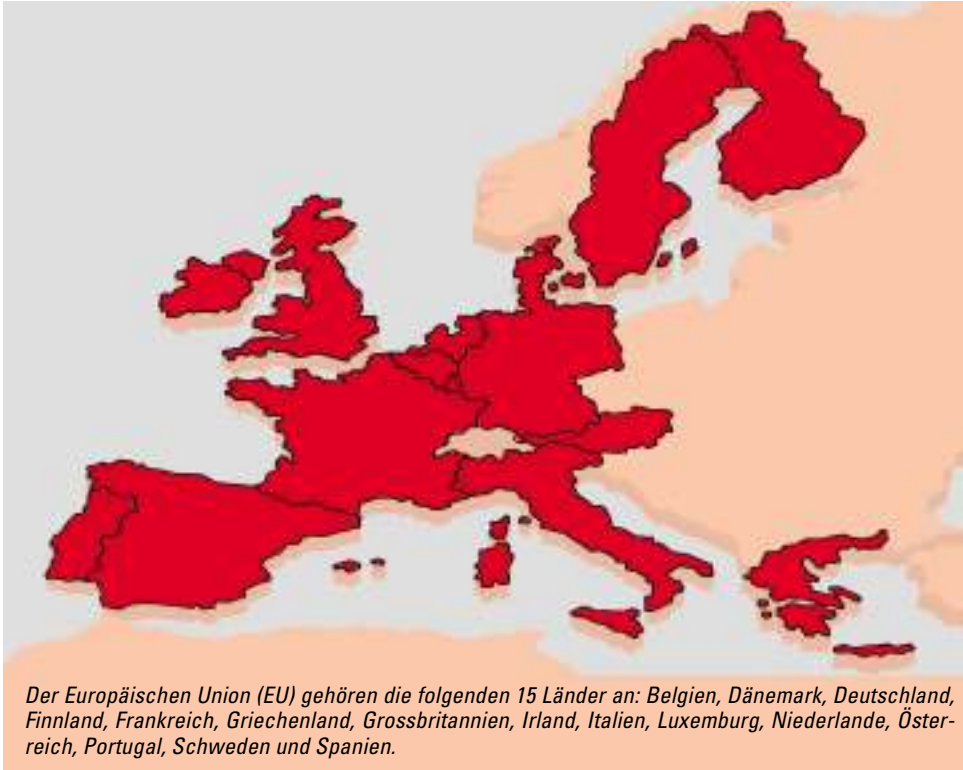 Der Europäischen Union (EU) gehören die folgenden 15 Länder an: Belgien, Dänemark, Deutschland,
Finnland, Frankreich, Griechenland, Grossbritannien, Irland, Italien, Luxemburg, Niederlande, Öster-
reich, Portugal, Schweden und Spanien.